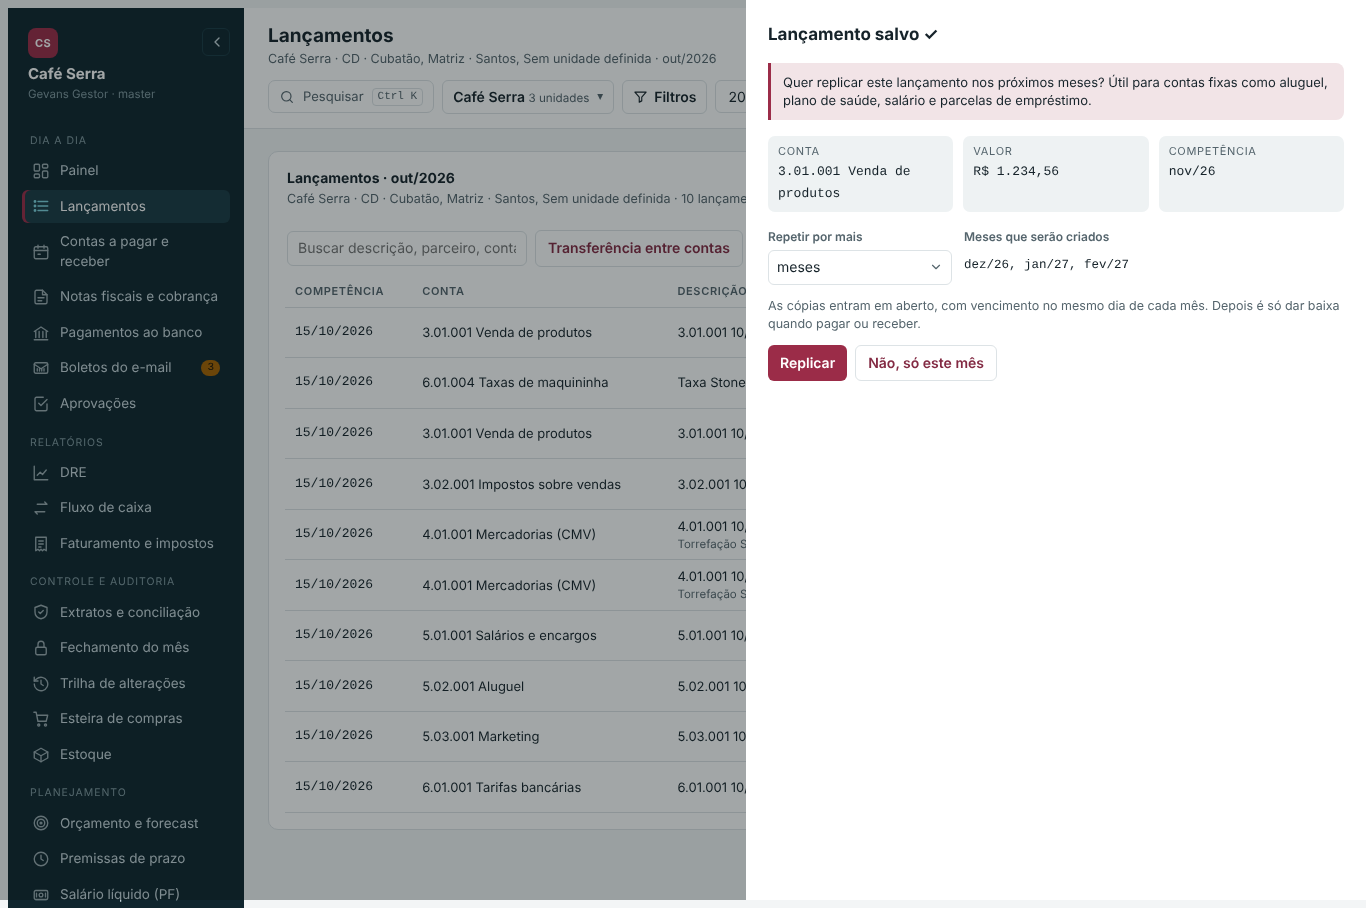 CS
Café Serra
Gevans Gestor · master
DIA A DIA
Painel
Lançamentos
Contas a pagar e
receber
Notas fiscais e cobrança
Pagamentos ao banco
Boletos do e-mail
3
Aprovações
RELATÓRIOS
DRE
Fluxo de caixa
Faturamento e impostos
CONTROLE E AUDITORIA
Extratos e conciliação
Fechamento do mês
Trilha de alterações
Esteira de compras
Estoque
PLANEJAMENTO
Orçamento e forecast
Premissas de prazo
Salário líquido (PF)
Lançamentos
Café Serra · CD · Cubatão, Matriz · Santos, Sem unidade definida · out/2026
Pesquisar Ctrl K
Café Serra 3 unidades ▾
Filtros
20
Lançamentos · out/2026
Café Serra · CD · Cubatão, Matriz · Santos, Sem unidade definida · 10 lançame
Buscar descrição, parceiro, conta
Transferência entre contas
COMPETÊNCIA CONTA DESCRIÇÃO
15/10/2026 3.01.001 Venda de produtos 3.01.001 10/
15/10/2026 6.01.004 Taxas de maquininha Taxa Stone
15/10/2026 3.01.001 Venda de produtos 3.01.001 10/
15/10/2026 3.02.001 Impostos sobre vendas 3.02.001 10
15/10/2026 4.01.001 Mercadorias (CMV) 4.01.001 10/
Torrefação S
15/10/2026 4.01.001 Mercadorias (CMV) 4.01.001 10/
Torrefação S
15/10/2026 5.01.001 Salários e encargos 5.01.001 10/
15/10/2026 5.02.001 Aluguel 5.02.001 10
15/10/2026 5.03.001 Marketing 5.03.001 10
15/10/2026 6.01.001 Tarifas bancárias 6.01.001 10/
Lançamento salvo ✓
Quer replicar este lançamento nos próximos meses? Útil para contas fixas como aluguel,
plano de saúde, salário e parcelas de empréstimo.
CONTA
3.01.001 Venda de
produtos
VALOR
R$ 1.234,56
COMPETÊNCIA
nov/26
Repetir por mais
meses
Meses que serão criados
dez/26, jan/27, fev/27
As cópias entram em aberto, com vencimento no mesmo dia de cada mês. Depois é só dar baixa
quando pagar ou receber.
Replicar
Não, só este mês